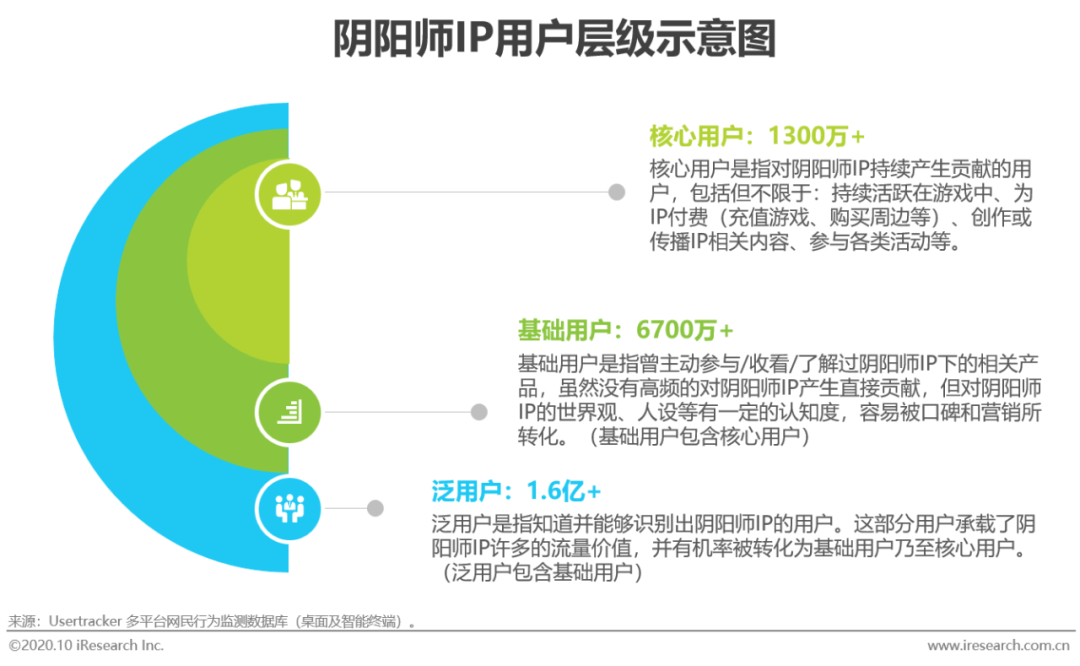 阴阳师IP用户层级示意图
核心用户：1300万+
核心用户是指对阴阳师IP持续产生贡献的用
户，包括但不限于：持续活跃在游戏中、为
IP付费（充值游戏、购买周边等）、创作或
传播IP相关内容、参与各类活动等。
基础用户：6700万+
基础用户是指曾主动参与/收看/了解过阴阳师IP下的相关产
品，虽然没有高频的对阴阳师IP产生直接贡献，但对阴阳师
IP的世界观、人设等有一定的认知度，容易被口碑和营销所
转化。（基础用户包含核心用户）
泛用户：1.6亿+
泛用户是指知道并能够识别出阴阳师IP的用户。这部分用户承载了阴
阳师IP许多的流量价值，并有机率被转化为基础用户乃至核心用户。
（泛用户包含基础用户）
来源：Usertracker 多平台网民行为监测数据库（桌面及智能终端）。
©2020.10 iResearch Inc.
www.iresearch.com.cn